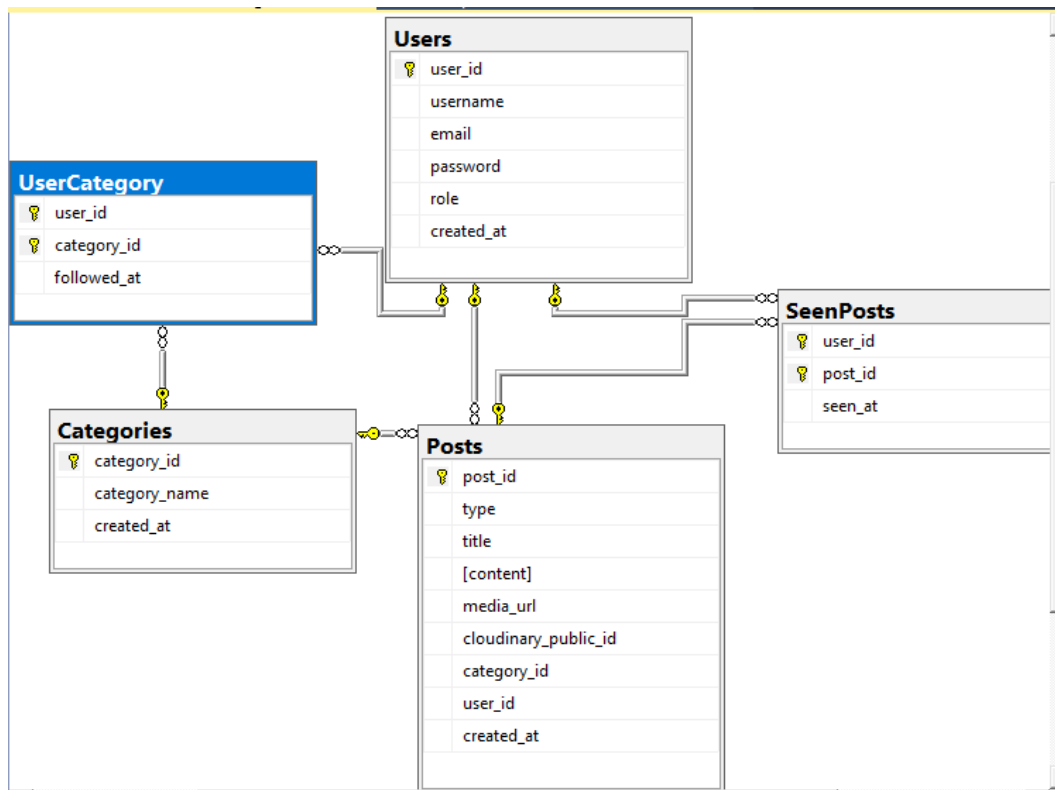 Users
user_id
username
email
password
role
created_at
UserCategory
user_id
category_id
followed_at
SeenPosts
user_id
post_id
seen_at
Categories
category_id
category_name
created_at
Posts
post_id
type
title
[content]
media_url
cloudinary_public_id
category_id
user_id
created_at